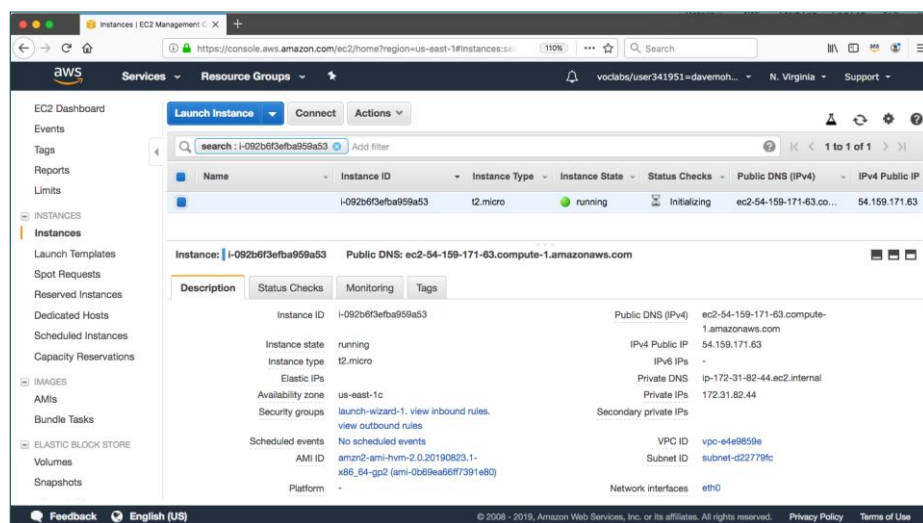 Instances | EC2 Management C
https://console.aws.amazon.com/ec2/home?region=us-east-1#Instances:se
110%
Search
aws
Services
Resource Groups
voclabs/user341951=davemoh...
N. Virginia
Support
EC2 Dashboard
Events
Tags
Reports
Limits
INSTANCES
Instances
Launch Templates
Spot Requests
Reserved Instances
Dedicated Hosts
Scheduled Instances
Capacity Reservations
IMAGES
AMIs
Bundle Tasks
ELASTIC BLOCK STORE
Volumes
Snapshots
Launch Instance Connect Actions
search : i-092b6f3efba959a53 Add filter
1 to 1 of 1
Name Instance ID Instance Type Instance State Status Checks Public DNS (IPv4) IPv4 Public IP
i-092b6f3efba959a53 t2.micro running Initializing ec2-54-159-171-63.co... 54.159.171.63
Instance: i-092b6f3efba959a53 Public DNS: ec2-54-159-171-63.compute-1.amazonaws.com
Description Status Checks Monitoring Tags
Instance ID i-092b6f3efba959a53
Instance state running
Instance type t2.micro
Elastic IPs
Availability zone us-east-1c
Security groups launch-wizard-1. view inbound rules.
view outbound rules
Scheduled events No scheduled events
AMI ID amzn2-ami-hvm-2.0.20190823.1-
x86_64-gp2 (ami-0b69ea66ff7391e80)
Platform -
Public DNS (IPv4) ec2-54-159-171-63.compute-
1.amazonaws.com
IPv4 Public IP 54.159.171.63
IPv6 IPs -
Private DNS ip-172-31-82-44.ec2.internal
Private IPs 172.31.82.44
Secondary private IPs
VPC ID vpc-e4e9859e
Subnet ID subnet-d22779fc
Network interfaces eth0
Feedback English (US)
© 2008 - 2019, Amazon Web Services, Inc. or its affiliates. All rights reserved. Privacy Policy Terms of Use